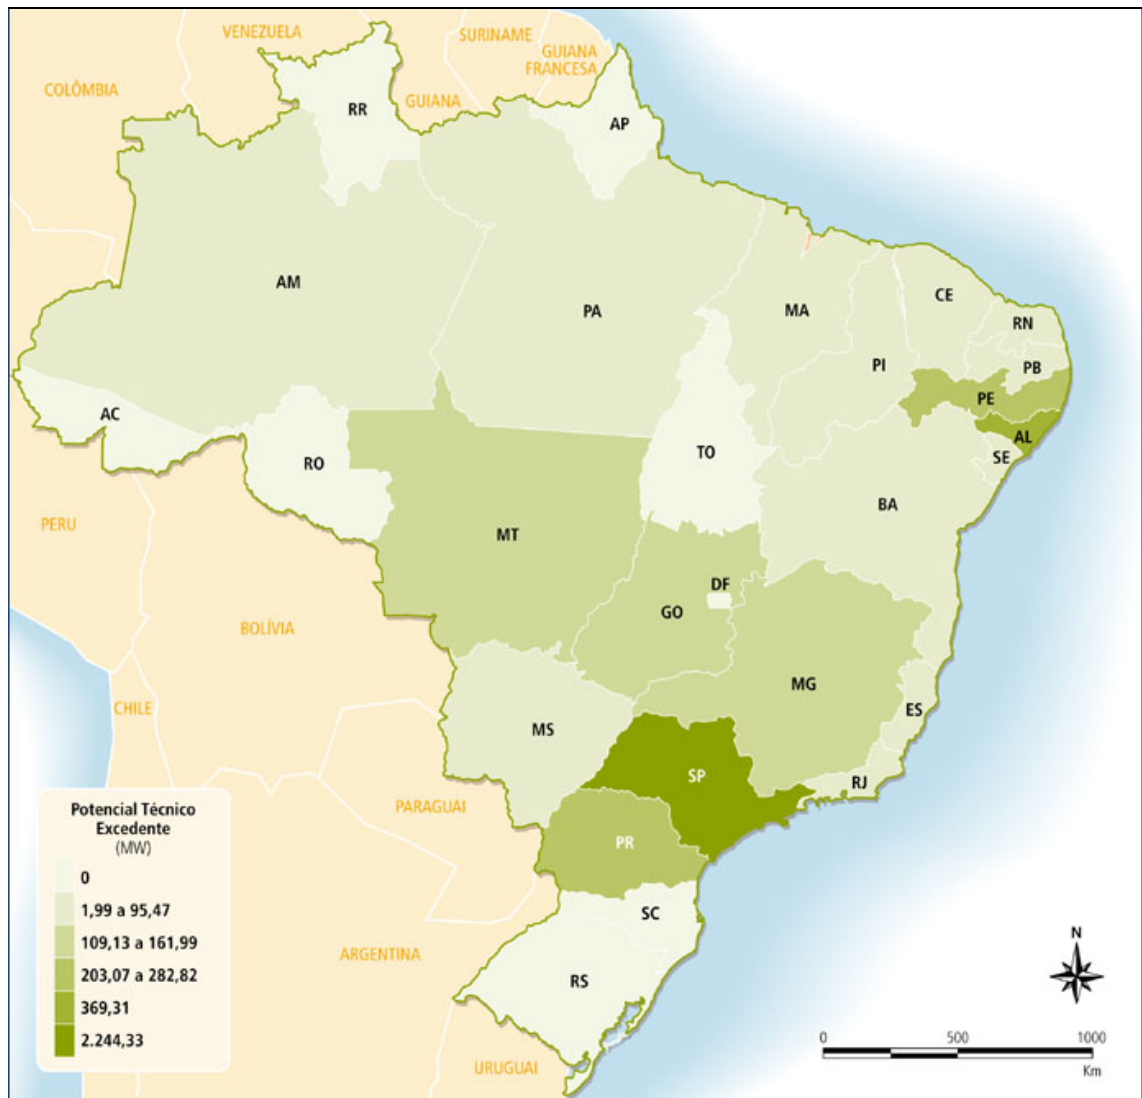 VENEZUELA
SURINAME
GUIANA
FRANCESA
COLÔMBIA
GUIANA
RR
AP
AM
PA
MA
CE
RN
PB
PI
PE
AC
AL
RO
TO
SE
BA
PERU
MT
DF
GO
BOLÍVIA
MG
CHILE
ES
MS
SP
RJ
PARAGUAI
PR
SC
ARGENTINA
RS
URUGUAI
Potencial Técnico
Excedente
(MW)
0
1,99 a 95,47
109,13 a 161,99
203,07 a 282,82
369,31
2.244,33
N
0 500 1000
Km